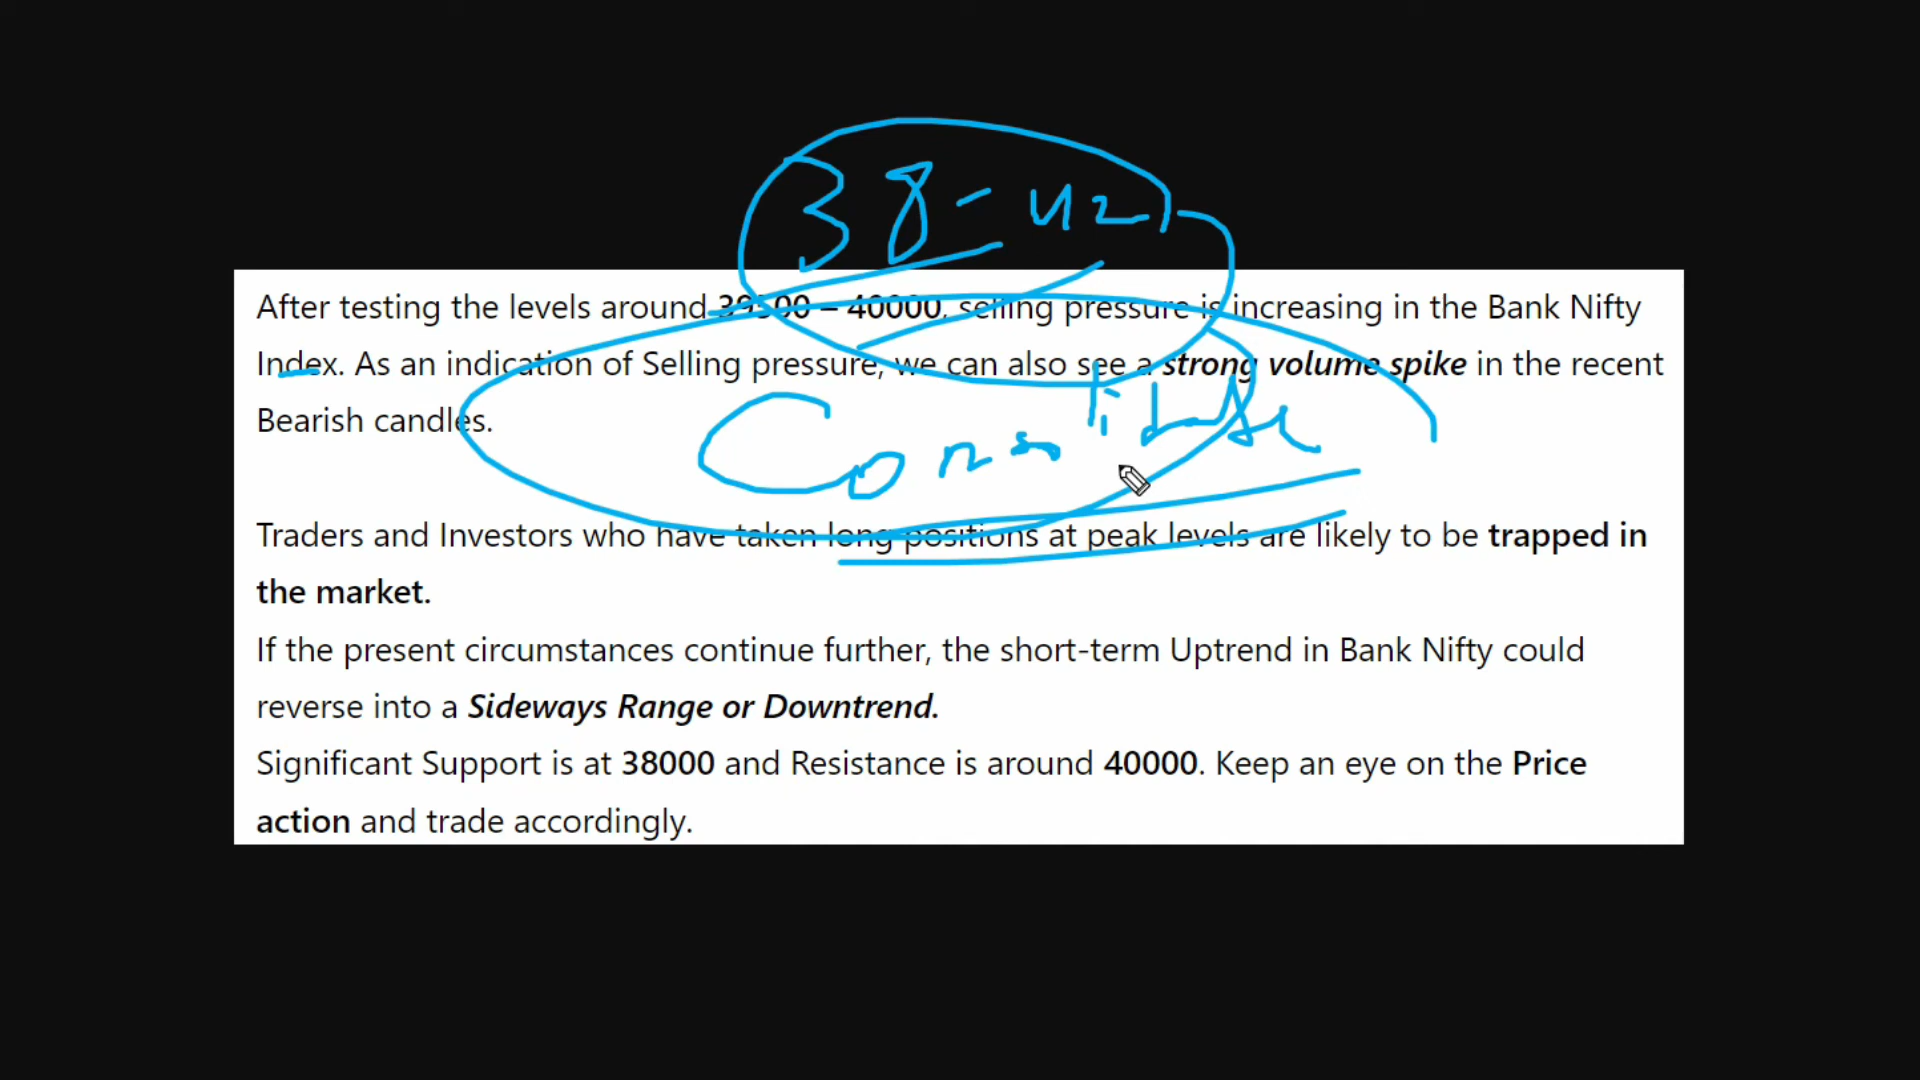 38-42
After testing the levels around 39500 – 40000, selling pressure is increasing in the Bank Nifty
Index. As an indication of Selling pressure, we can also see a strong volume spike in the recent
Bearish candles.
Traders and Investors who have taken long positions at peak levels are likely to be trapped in
the market.
If the present circumstances continue further, the short-term Uptrend in Bank Nifty could
reverse into a Sideways Range or Downtrend.
Significant Support is at 38000 and Resistance is around 40000. Keep an eye on the Price
action and trade accordingly.